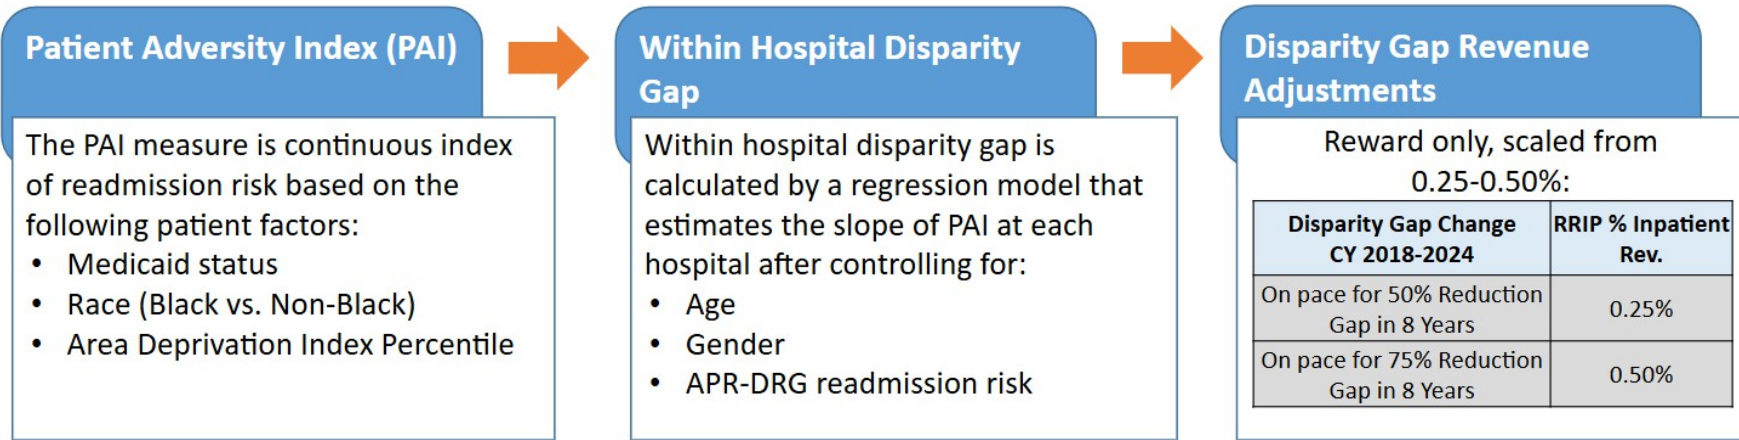 Patient Adversity Index (PAI)
The PAI measure is continuous index
of readmission risk based on the
following patient factors:
• Medicaid status
• Race (Black vs. Non-Black)
• Area Deprivation Index Percentile
Within Hospital Disparity
Gap
Within hospital disparity gap is
calculated by a regression model that
estimates the slope of PAI at each
hospital after controlling for:
• Age
• Gender
• APR-DRG readmission risk
Disparity Gap Revenue
Adjustments
Reward only, scaled from
0.25-0.50%:
Disparity Gap Change
CY 2018-2024
RRIP % Inpatient
Rev.
On pace for 50% Reduction
Gap in 8 Years
0.25%
On pace for 75% Reduction
Gap in 8 Years
0.50%